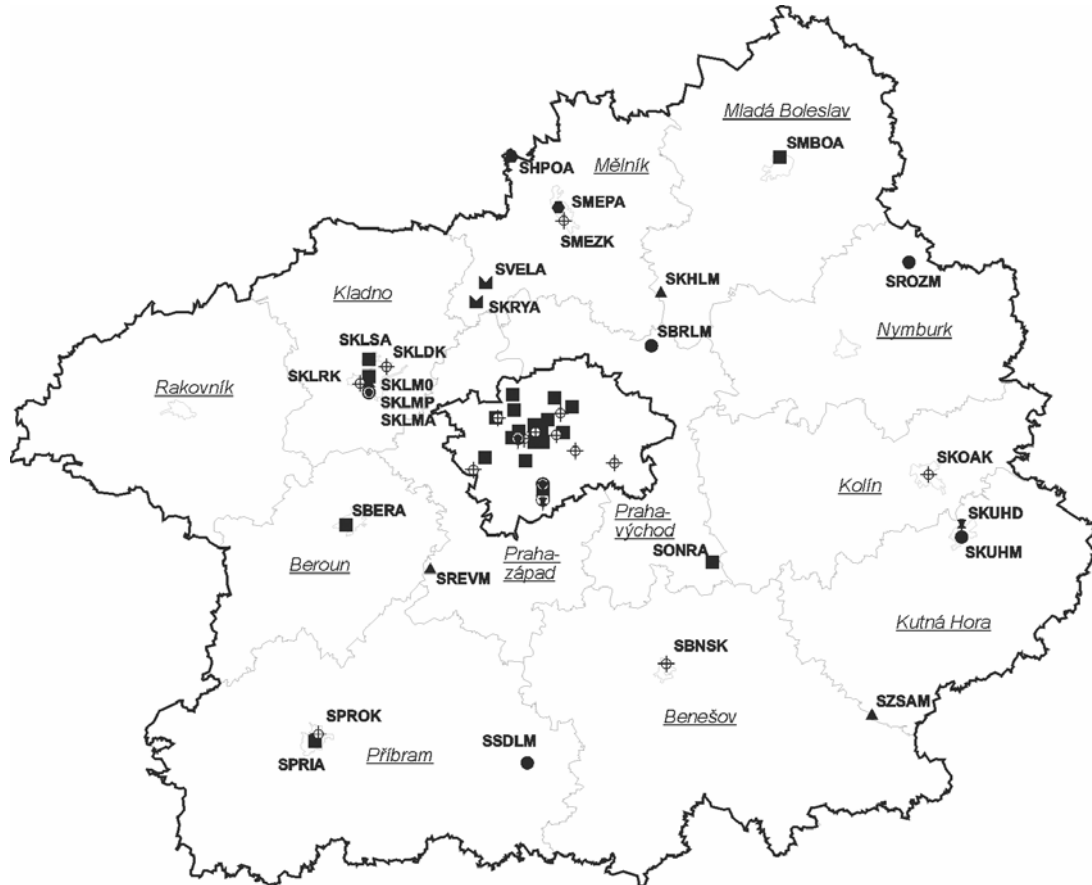 Mladá Boleslav
SMBOA
SHPOA
Mělník
SMEPA
SMEZK
SVELA
SKHLM
SROZM
Kladno
SKRYA
Nymburk
SKLSA
SBRLM
SKLDK
SKLRK
Rakovník
SKLM0
SKLMP
SKLMA
SKOAK
Kolín
SBERA
Praha-
východ
SKUHD
Beroun
SONRA
SKUHM
SREVM
Praha-
západ
Kutná Hora
SBNSK
SZSAM
Benešov
SPROK
SSDLM
Příbram
SPRIA